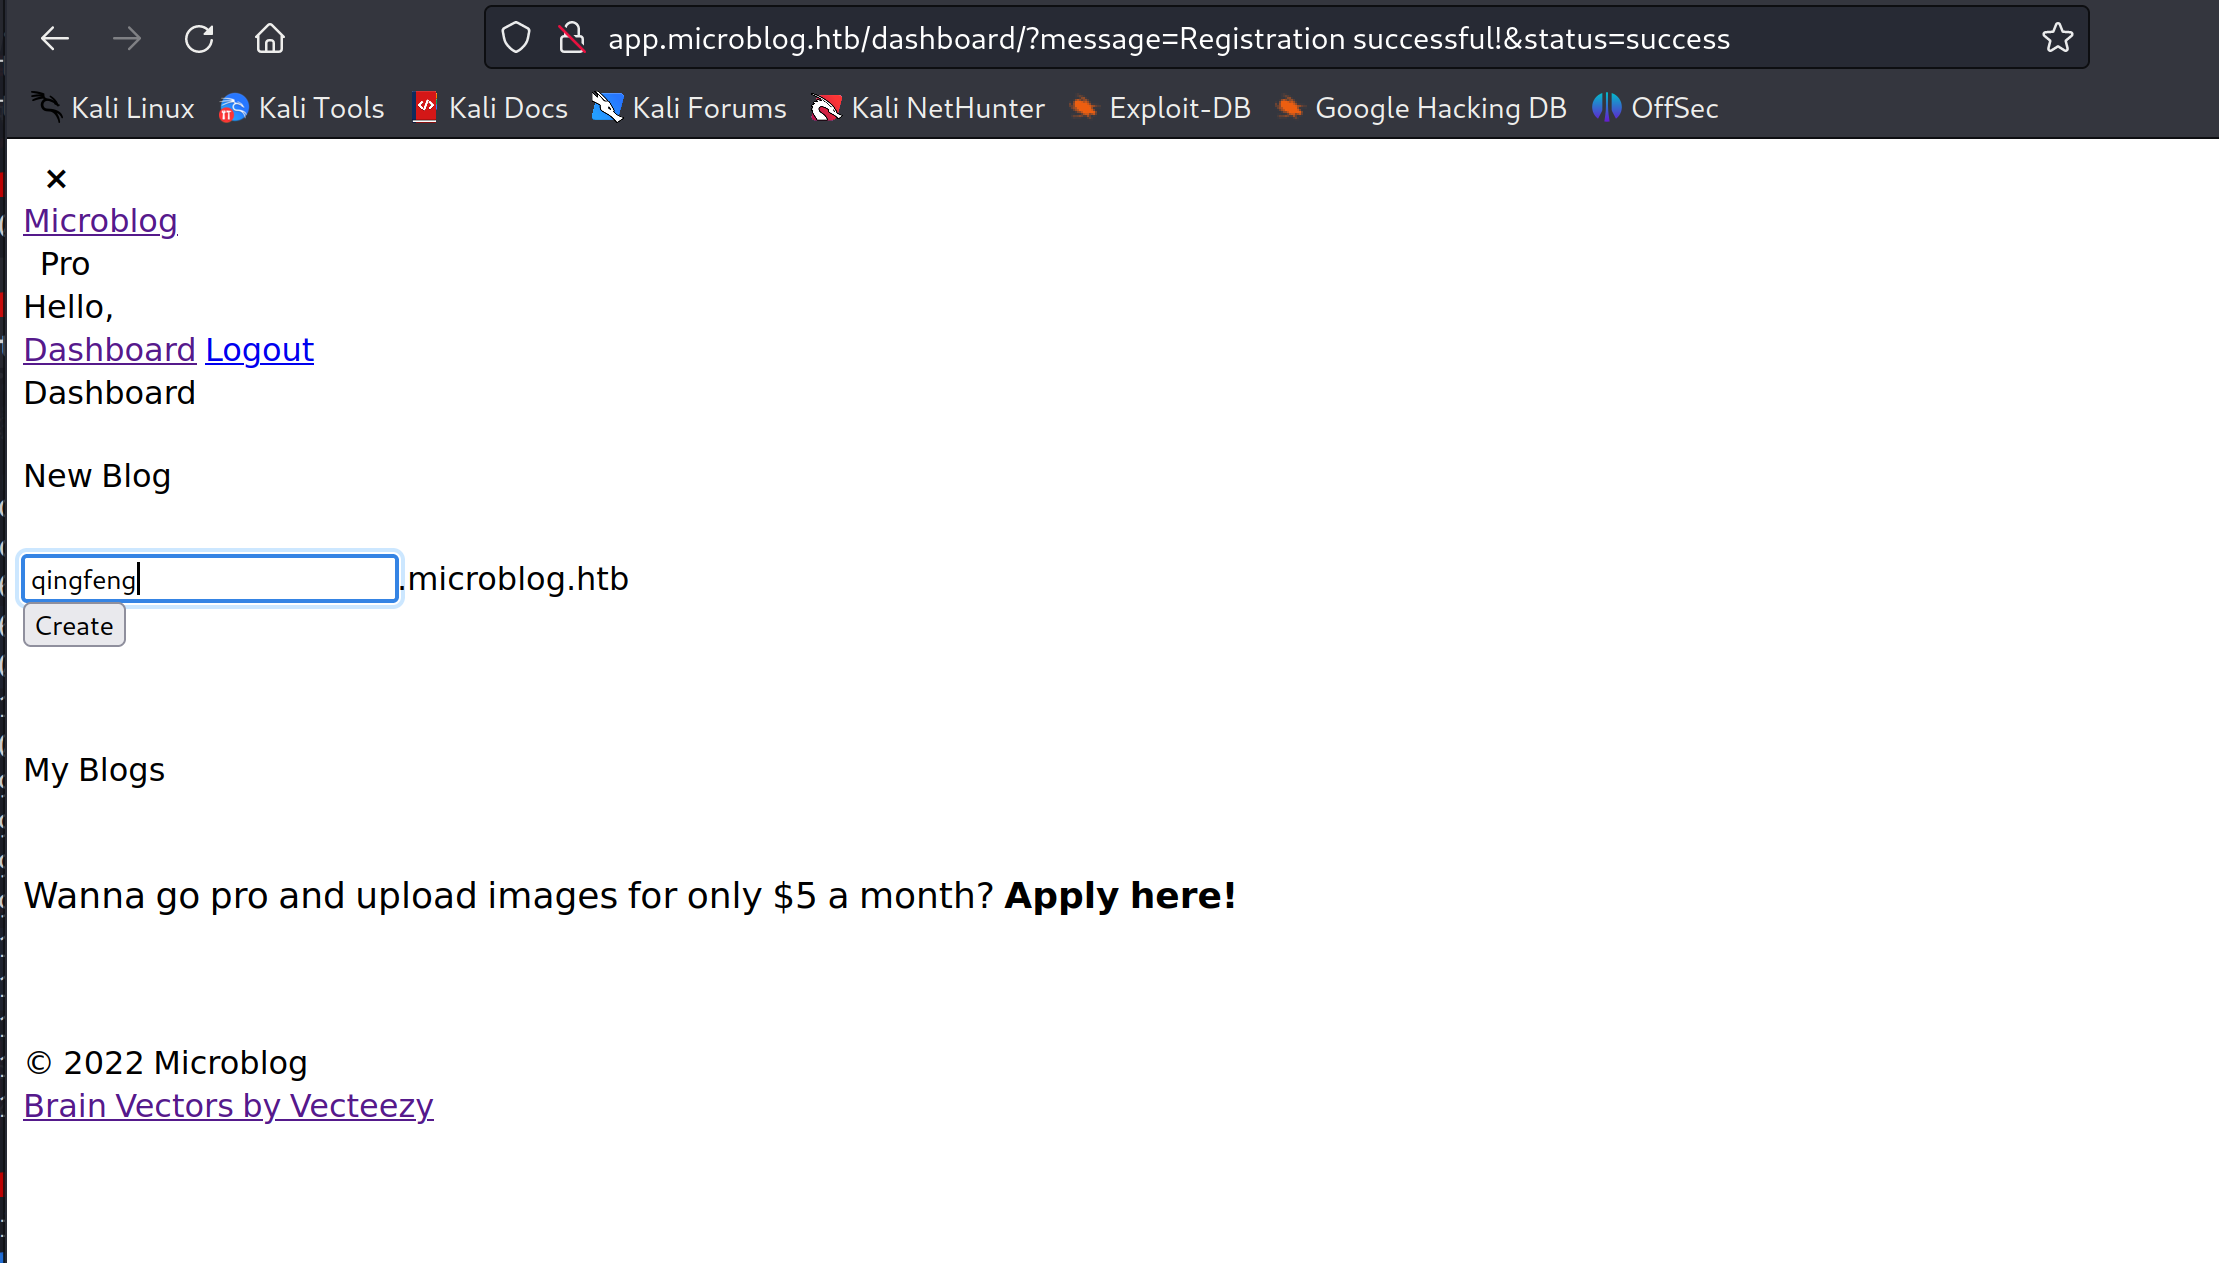 app.microblog.htb/dashboard/?message=Registration successful!&status=success
Kali Linux Kali Tools Kali Docs Kali Forums Kali NetHunter Exploit-DB Google Hacking DB OffSec
×
Microblog
Pro
Hello,
Dashboard Logout
Dashboard
New Blog
qingfeng.microblog.htb
Create
My Blogs
Wanna go pro and upload images for only $5 a month? Apply here!
© 2022 Microblog
Brain Vectors by Vecteezy